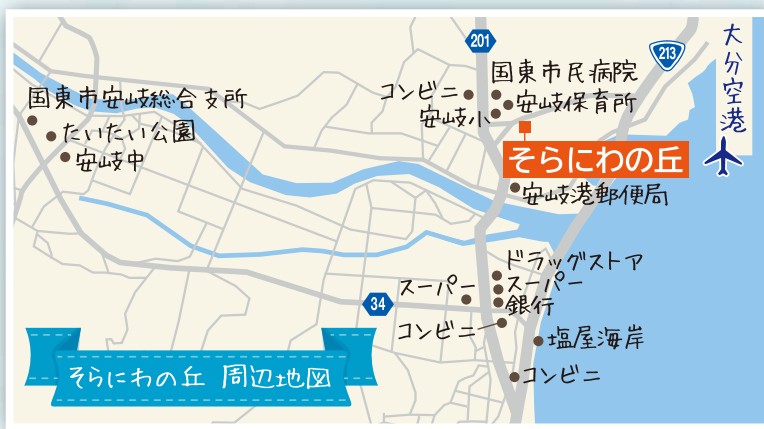 大分空港
201
213
国東市民病院
コンビニ
安岐保育所
安岐小
国東市安岐総合支所
たいたい公園
安岐中
そらにわの丘
安岐港郵便局
ドラッグストア
スーパー
スーパー
銀行
34
コンビニ
塩屋海岸
コンビニ
そらにわの丘 周辺地図